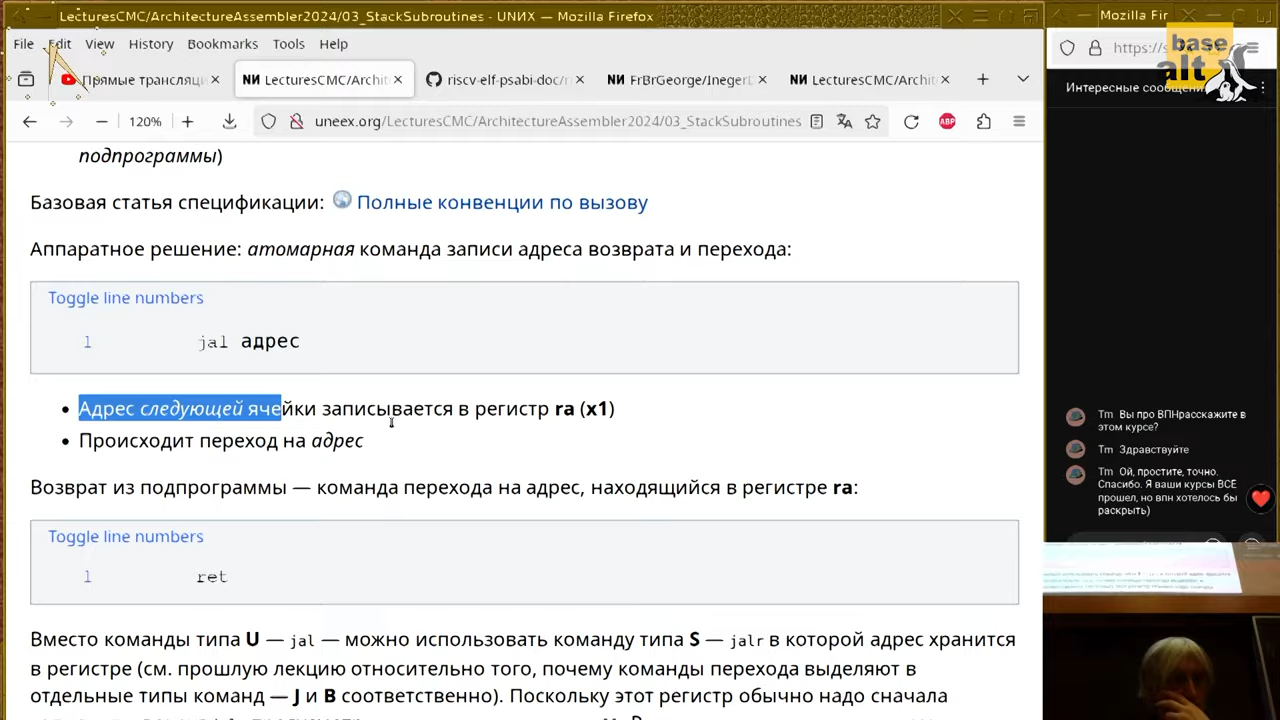 LecturesCMC/ArchitectureAssembler2024/03_StackSubroutines - UNИX — Mozilla Firefox
Mozilla Fir
File Edit View History Bookmarks Tools Help
base
alt
https://s
Прямые трансляц
LecturesCMC/Archit
riscv-elf-psabi-doc/r
FrBrGeorge/Ineger
LecturesCMC/Archit
Интересные сообщени
120%
uneex.org/LecturesCMC/ArchitectureAssembler2024/03_StackSubroutines
ABP
подпрограммы)
Базовая статья спецификации: Полные конвенции по вызову
Аппаратное решение: атомарная команда записи адреса возврата и перехода:
Toggle line numbers
1 jal адрес
• Адрес следующей ячейки записывается в регистр ra (x1)
• Происходит переход на адрес
Возврат из подпрограммы — команда перехода на адрес, находящийся в регистре ra:
Toggle line numbers
1 ret
Вместо команды типа U — jal — можно использовать команду типа S — jalr в которой адрес хранится
в регистре (см. прошлую лекцию относительно того, почему команды перехода выделяют в
отдельные типы команд — J и B соответственно). Поскольку этот регистр обычно надо сначала
Tm Вы про ВПНрасскажите в
этом курсе?
Tm Здравствуйте
Tm Ой, простите, точно.
Спасибо. Я ваши курсы ВСЕ
прошел, но впн хотелось бы
раскрыть)